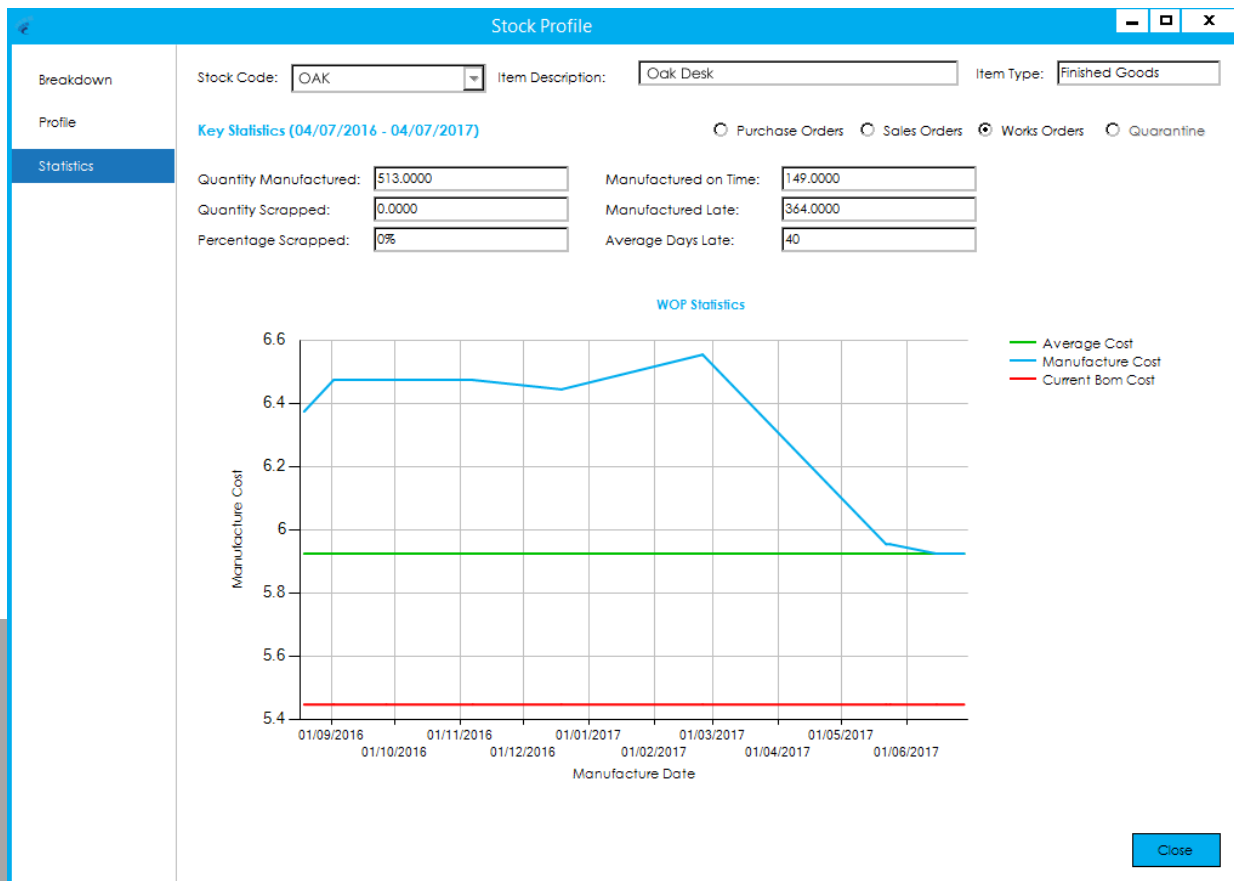 Stock Profile
Breakdown
Profile
Statistics
Stock Code: OAK Item Description: Oak Desk Item Type: Finished Goods
Key Statistics (04/07/2016 - 04/07/2017) Purchase Orders Sales Orders Works Orders Quarantine
Quantity Manufactured: 513.0000 Manufactured on Time: 149.0000
Quantity Scrapped: 0.0000 Manufactured Late: 364.0000
Percentage Scrapped: 0% Average Days Late: 40
WOP Statistics
6.6
6.4
6.2
6
5.8
5.6
5.4
Manufacture Cost
Average Cost
Manufacture Cost
Current Bom Cost
01/09/2016 01/11/2016 01/01/2017 01/03/2017 01/05/2017
01/10/2016 01/12/2016 01/02/2017 01/04/2017 01/06/2017
Manufacture Date
Close